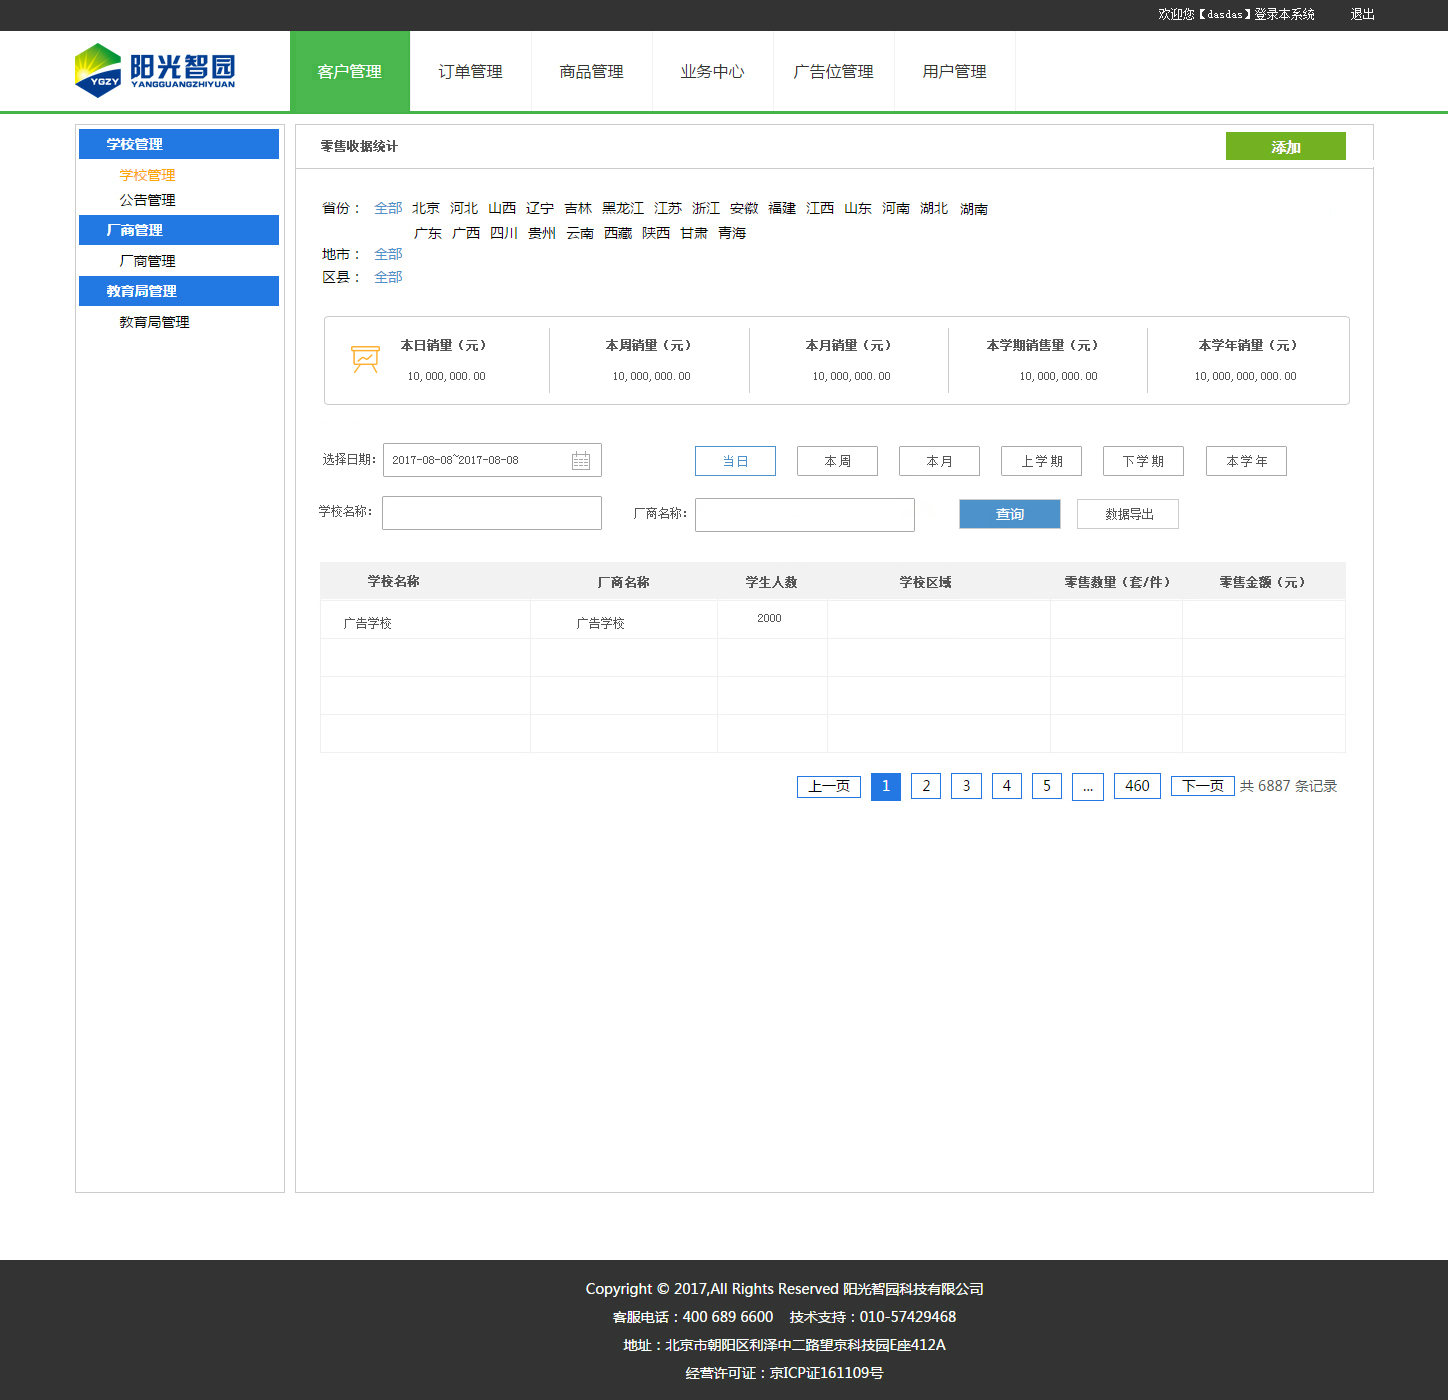 欢迎您【dasdas】登录本系统 退出
YGZY 阳光智园
YANGGUANGZHIYUAN
客户管理 订单管理 商品管理 业务中心 广告位管理 用户管理
学校管理
学校管理
公告管理
厂商管理
厂商管理
教育局管理
教育局管理
零售收据统计 添加
省份： 全部 北京 河北 山西 辽宁 吉林 黑龙江 江苏 浙江 安徽 福建 江西 山东 河南 湖北 湖南
广东 广西 四川 贵州 云南 西藏 陕西 甘肃 青海
地市： 全部
区县： 全部
本日销量（元） 本周销量（元） 本月销量（元） 本学期销售量（元） 本学年销量（元）
10,000,000.00 10,000,000.00 10,000,000.00 10,000,000.00 10,000,000,000.00
选择日期： 2017-08-08~2017-08-08 当日 本周 本月 上学期 下学期 本学年
学校名称： 厂商名称： 查询 数据导出
学校名称 厂商名称 学生人数 学校区域 零售数量（套/件） 零售金额（元）
广告学校 广告学校 2000
上一页 1 2 3 4 5 ... 460 下一页 共 6887 条记录
Copyright © 2017,All Rights Reserved 阳光智园科技有限公司
客服电话：400 689 6600 技术支持：010-57429468
地址：北京市朝阳区利泽中二路望京科技园E座412A
经营许可证：京ICP证161109号